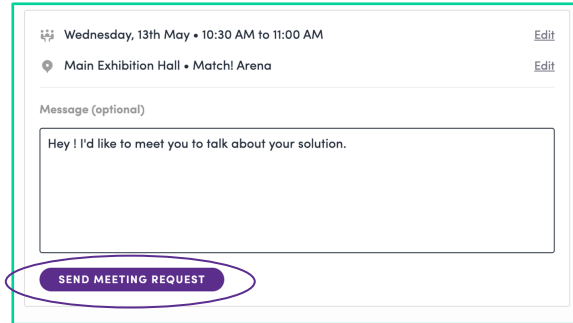 Wednesday, 13th May • 10:30 AM to 11:00 AM Edit
Main Exhibition Hall • Match! Arena Edit
Message (optional)
Hey ! I'd like to meet you to talk about your solution.
SEND MEETING REQUEST